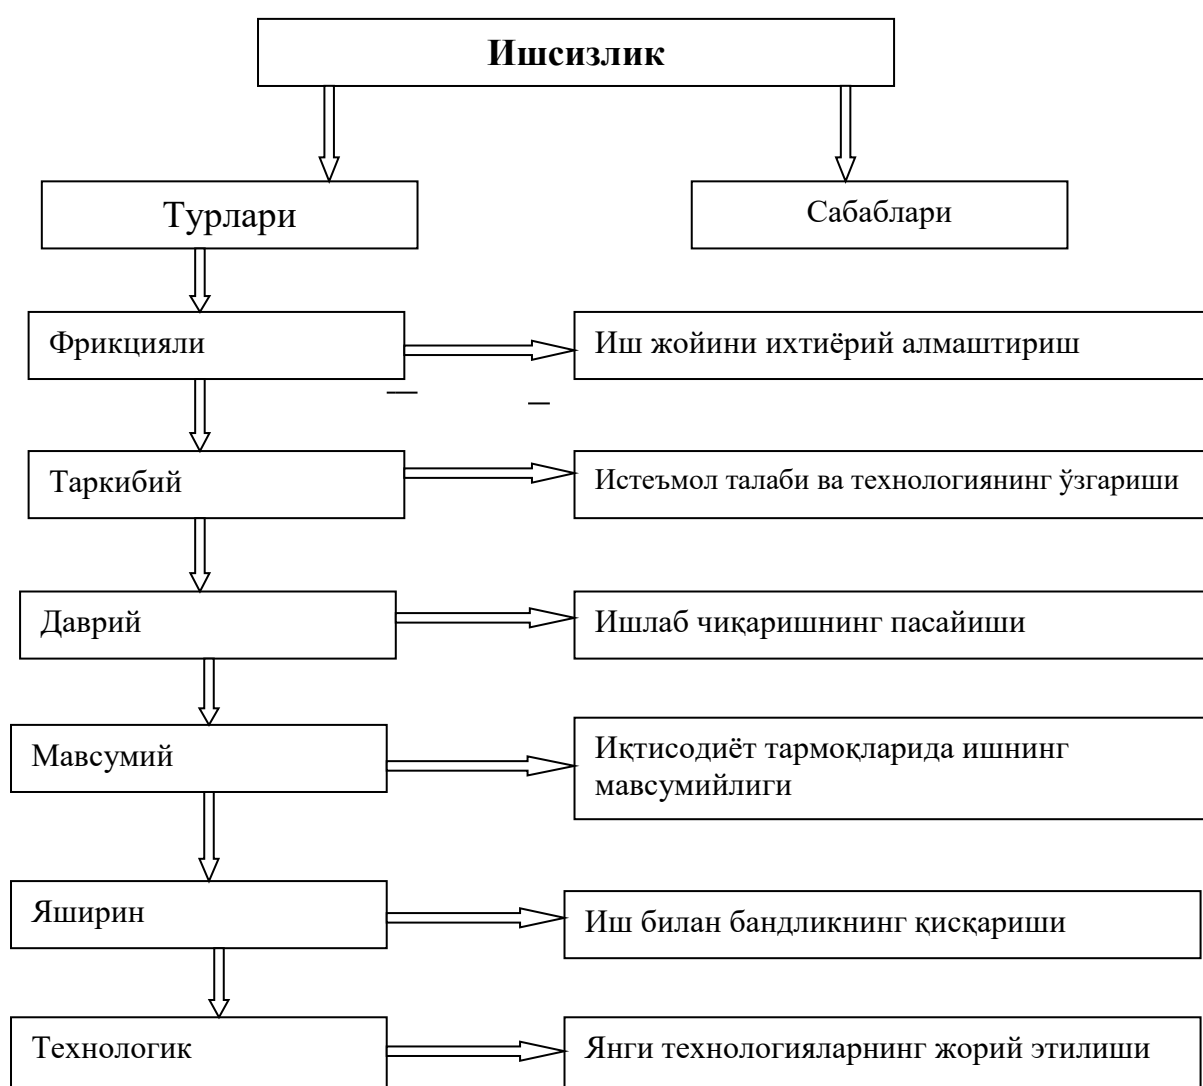 Ишсизлик
Турлари
Сабаблари
Фрикцияли
Иш жойини ихтиёрий алмаштириш
Таркибий
Истеъмол талаби ва технологиянинг ўзгариши
Даврий
Ишлаб чиқаришнинг пасайиши
Мавсумий
Иқтисодиёт тармоқларида ишнинг
мавсумийлиги
Яширин
Иш билан бандликнинг қисқариши
Технологик
Янги технологияларнинг жорий этилиши